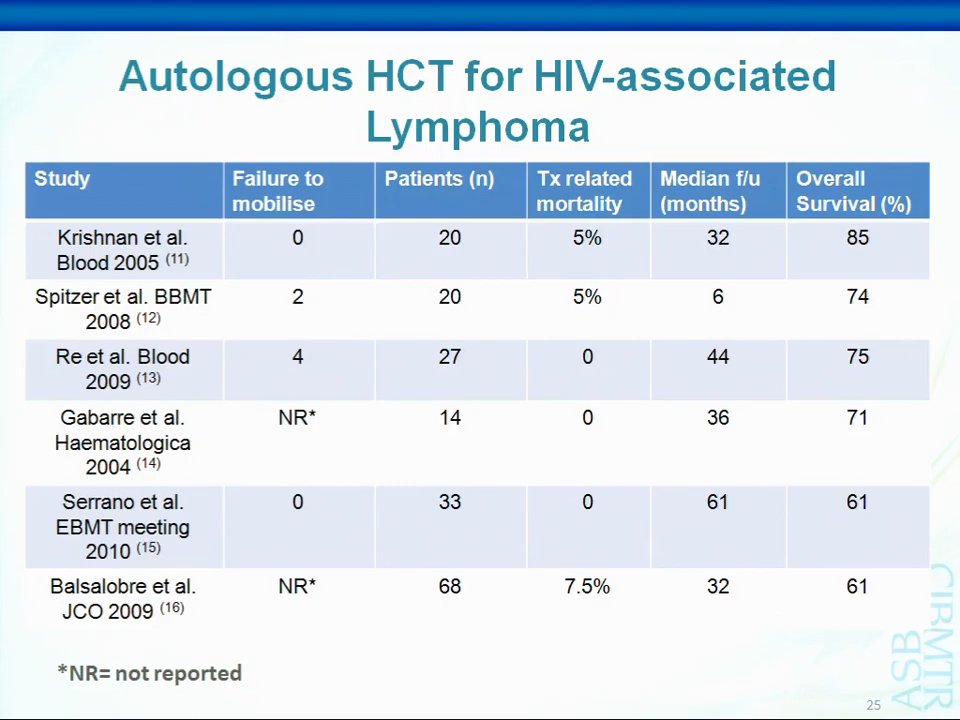 Autologous HCT for HIV-associated
Lymphoma
Study | Failure to mobilise | Patients (n) | Tx related mortality | Median f/u (months) | Overall Survival (%)
Krishnan et al. Blood 2005 (11) | 0 | 20 | 5% | 32 | 85
Spitzer et al. BBMT 2008 (12) | 2 | 20 | 5% | 6 | 74
Re et al. Blood 2009 (13) | 4 | 27 | 0 | 44 | 75
Gabarre et al. Haematologica 2004 (14) | NR* | 14 | 0 | 36 | 71
Serrano et al. EBMT meeting 2010 (15) | 0 | 33 | 0 | 61 | 61
Balsalobre et al. JCO 2009 (16) | NR* | 68 | 7.5% | 32 | 61
*NR= not reported
ASB
CIRMTR
25